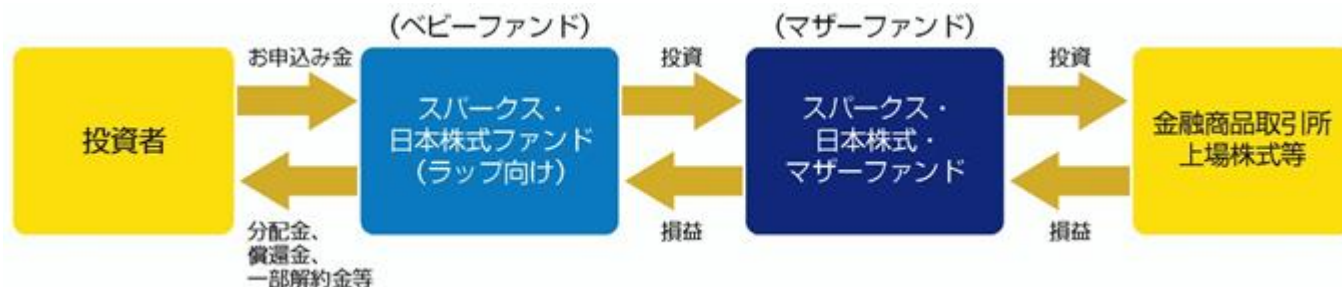 (ベビーファンド)
(マザーファンド)
お申込み金
投資
投資
投資者
スパークス・
日本株式ファンド
(ラップ向け)
スパークス・
日本株式・
マザーファンド
金融商品取引所
上場株式等
分配金、
償還金、
一部解約金等
損益
損益